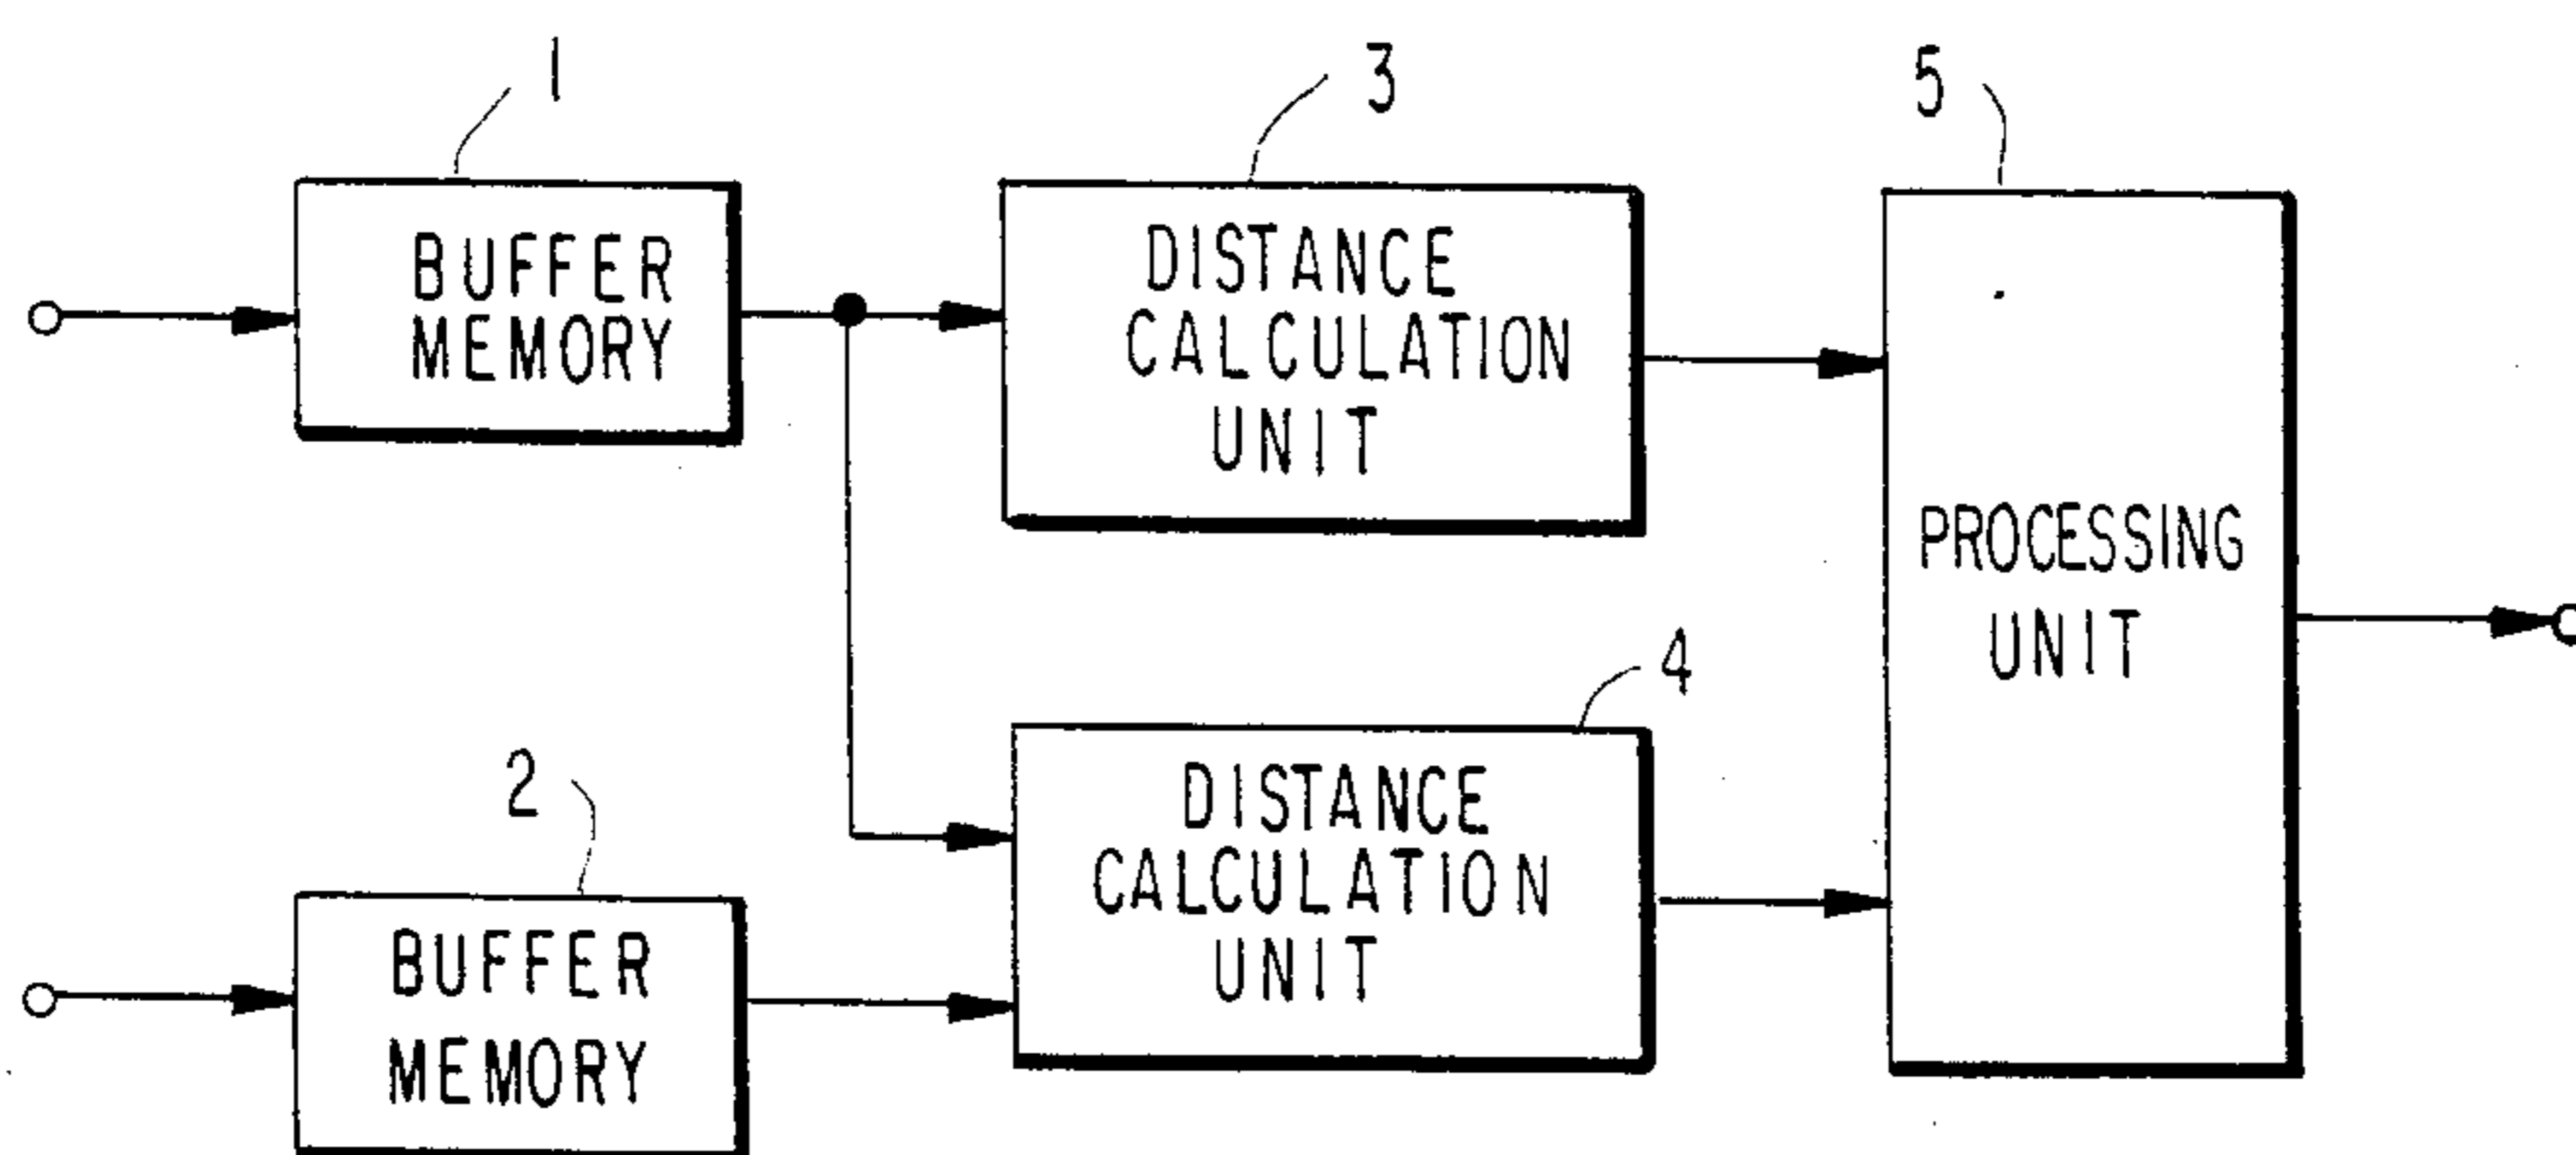 1
3
5
BUFFER
MEMORY
DISTANCE
CALCULATION
UNIT
PROCESSING
UNIT
2
4
BUFFER
MEMORY
DISTANCE
CALCULATION
UNIT